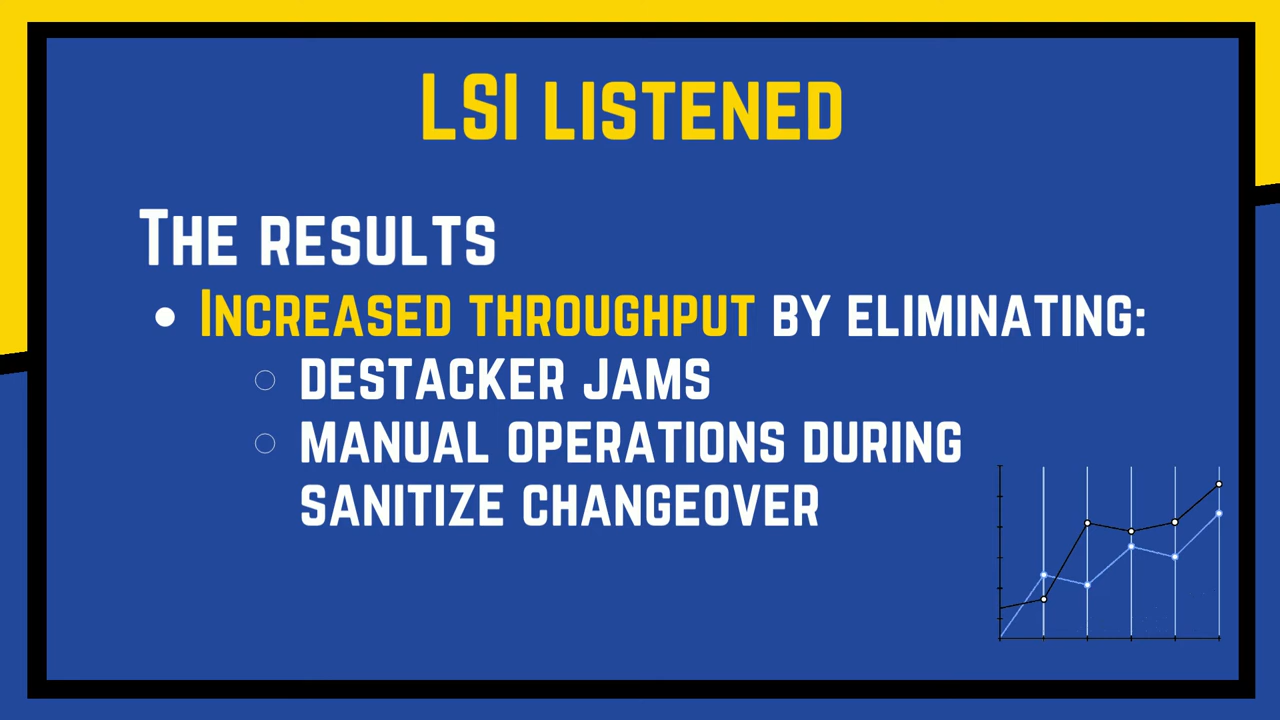 LSI LISTENED
THE RESULTS
• INCREASED THROUGHPUT BY ELIMINATING:
○ DESTACKER JAMS
○ MANUAL OPERATIONS DURING
SANITIZE CHANGEOVER